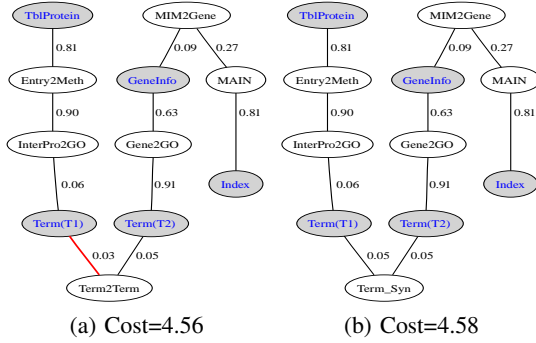 TblProtein
MIM2Gene
0.81
0.09
0.27
Entry2Meth
GeneInfo
MAIN
0.90
0.63
0.81
InterPro2GO
Gene2GO
0.06
0.91
Index
Term(T1)
Term(T2)
0.03
0.05
Term2Term
(a) Cost=4.56
TblProtein
MIM2Gene
0.81
0.09
0.27
Entry2Meth
GeneInfo
MAIN
0.90
0.63
0.81
InterPro2GO
Gene2GO
0.06
0.91
Index
Term(T1)
Term(T2)
0.05
0.05
Term_Syn
(b) Cost=4.58